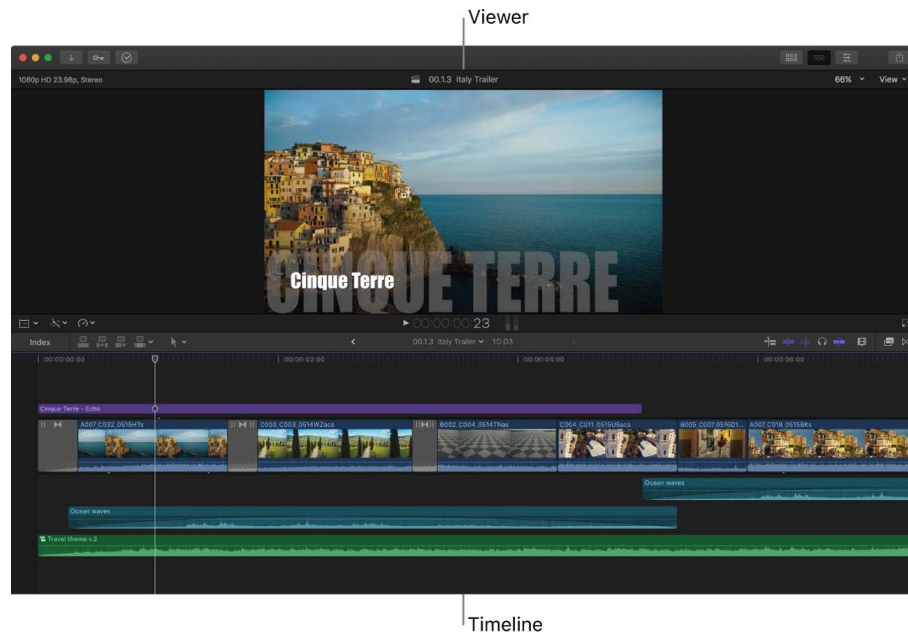 Viewer
1080p HD 23.98p, Stereo
00.1.3 Italy Trailer
66%
View
CINQUE TERRE
Cinque Terre
00:00:00:23
Index
00.1.3 Italy Trailer
10:03
00:00:00:00
00:00:02:00
00:00:04:00
00:00:06:00
Cinque Terre - Echo
A007_C032_0515HTs
C003_C003_0514WZacs
B002_C004_0514TNas
C004_C011_0515U6acs
B005_C007_0516D1...
A007_C018_0515BKs
Ocean waves
Ocean waves
Travel theme v.2
Timeline